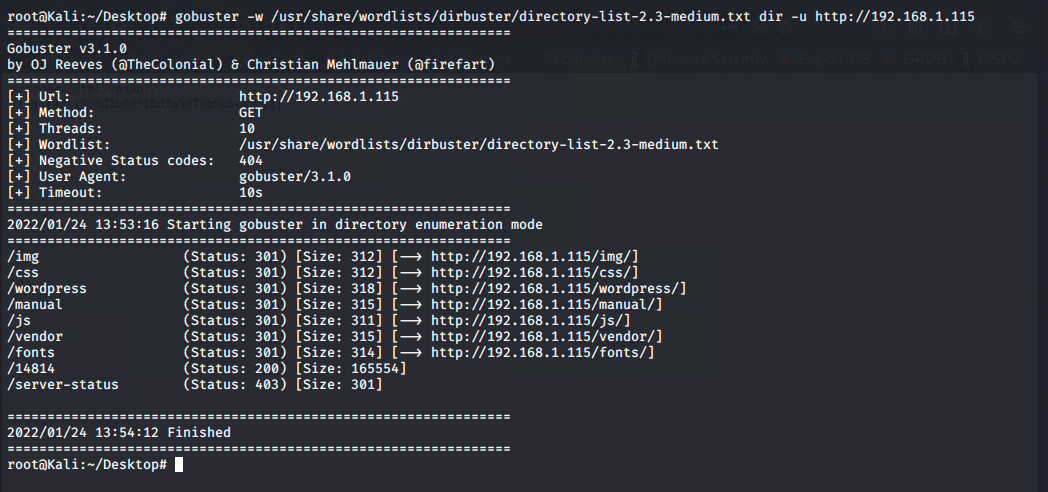 root@Kali:~/Desktop# gobuster -w /usr/share/wordlists/dirbuster/directory-list-2.3-medium.txt dir -u http://192.168.1.115
===============================================================
Gobuster v3.1.0
by OJ Reeves (@TheColonial) & Christian Mehlmauer (@firefart)
===============================================================
[+] Url:                     http://192.168.1.115
[+] Method:                  GET
[+] Threads:                 10
[+] Wordlist:                /usr/share/wordlists/dirbuster/directory-list-2.3-medium.txt
[+] Negative Status codes:   404
[+] User Agent:              gobuster/3.1.0
[+] Timeout:                 10s
===============================================================
2022/01/24 13:53:16 Starting gobuster in directory enumeration mode
===============================================================
/img                  (Status: 301) [Size: 312] [--> http://192.168.1.115/img/]
/css                  (Status: 301) [Size: 312] [--> http://192.168.1.115/css/]
/wordpress            (Status: 301) [Size: 318] [--> http://192.168.1.115/wordpress/]
/manual               (Status: 301) [Size: 315] [--> http://192.168.1.115/manual/]
/js                   (Status: 301) [Size: 311] [--> http://192.168.1.115/js/]
/vendor               (Status: 301) [Size: 315] [--> http://192.168.1.115/vendor/]
/fonts                (Status: 301) [Size: 314] [--> http://192.168.1.115/fonts/]
/14814                (Status: 200) [Size: 165554]
/server-status        (Status: 403) [Size: 301]
===============================================================
2022/01/24 13:54:12 Finished
===============================================================
root@Kali:~/Desktop#